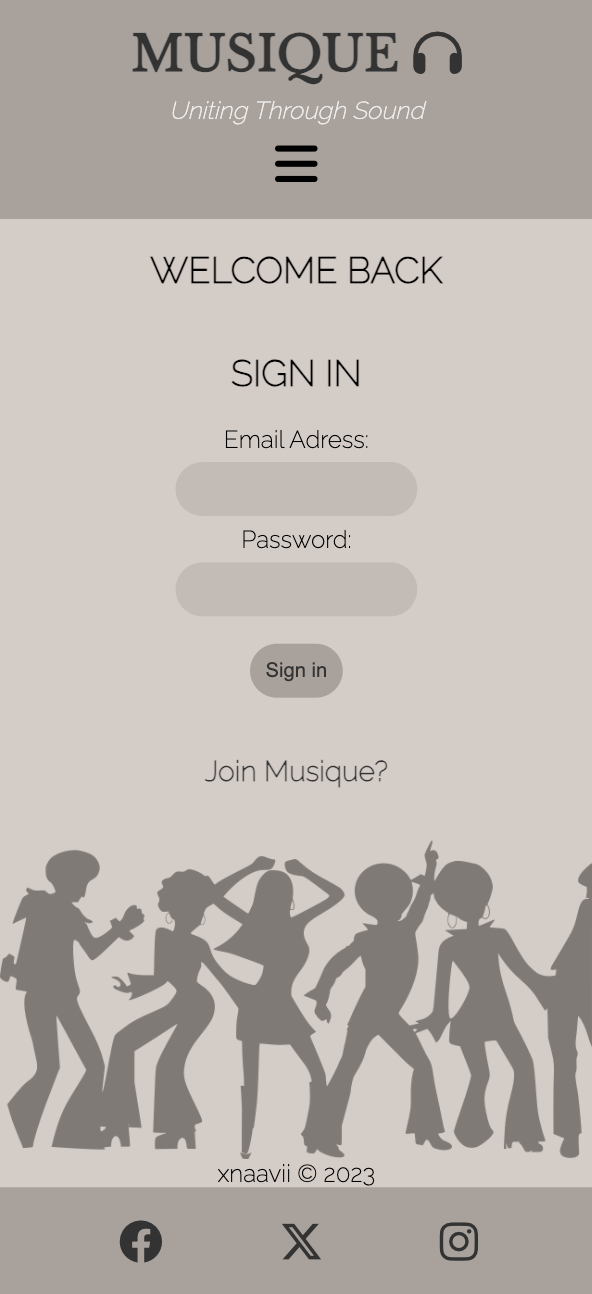 MUSIQUE
Uniting Through Sound
WELCOME BACK
SIGN IN
Email Adress:
Password:
Sign in
Join Musique?
xnaavii © 2023